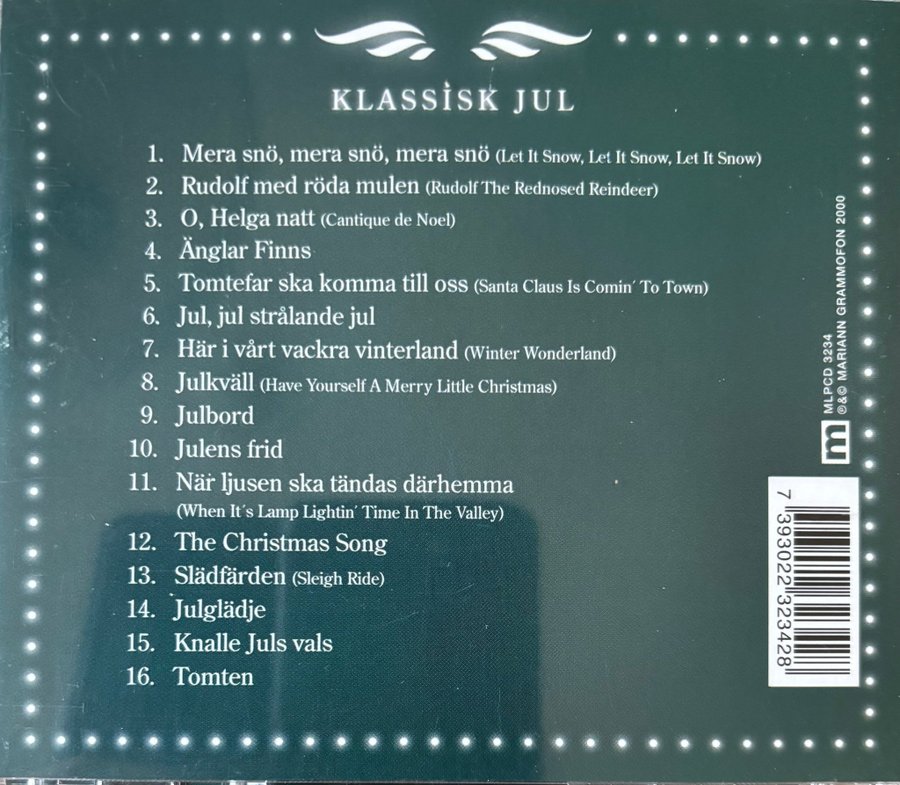 KLASSISK JUL
1. Mera snö, mera snö, mera snö (Let It Snow, Let It Snow, Let It Snow)
2. Rudolf med röda mulen (Rudolf The Rednosed Reindeer)
3. O, Helga natt (Cantique de Noel)
4. Änglar Finns
5. Tomtefar ska komma till oss (Santa Claus Is Comin´ To Town)
6. Jul, jul strålande jul
7. Här i vårt vackra vinterland (Winter Wonderland)
8. Julkväll (Have Yourself A Merry Little Christmas)
9. Julbord
10. Julens frid
11. När ljusen ska tändas därhemma
(When It´s Lamp Lightin´ Time In The Valley)
12. The Christmas Song
13. Slädfärden (Sleigh Ride)
14. Julglädje
15. Knalle Juls vals
16. Tomten
m
MLPCD 3234
℗&© MARIANN GRAMMOFON 2000
7 393022 323428